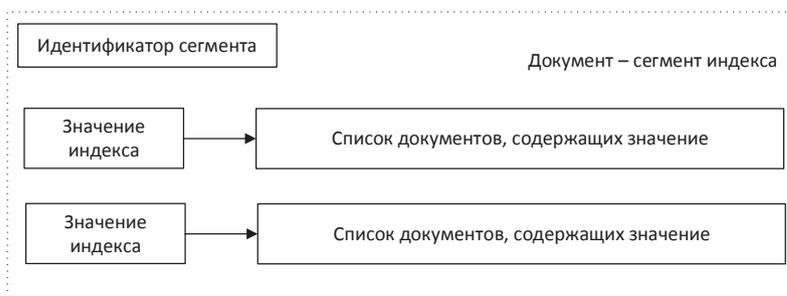 Идентификатор сегмента
Документ – сегмент индекса
Значение
индекса
Список документов, содержащих значение
Значение
индекса
Список документов, содержащих значение